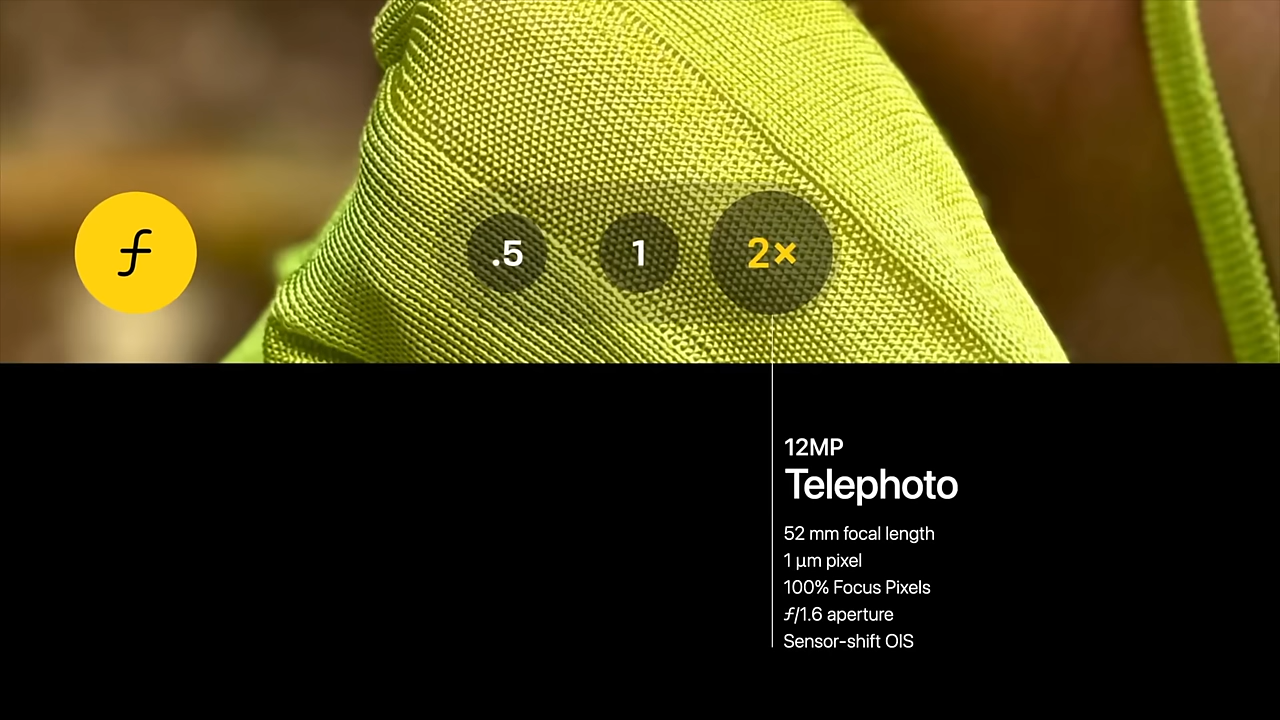 ƒ
.5 1 2×
12MP
Telephoto
52 mm focal length
1 µm pixel
100% Focus Pixels
ƒ/1.6 aperture
Sensor-shift OIS